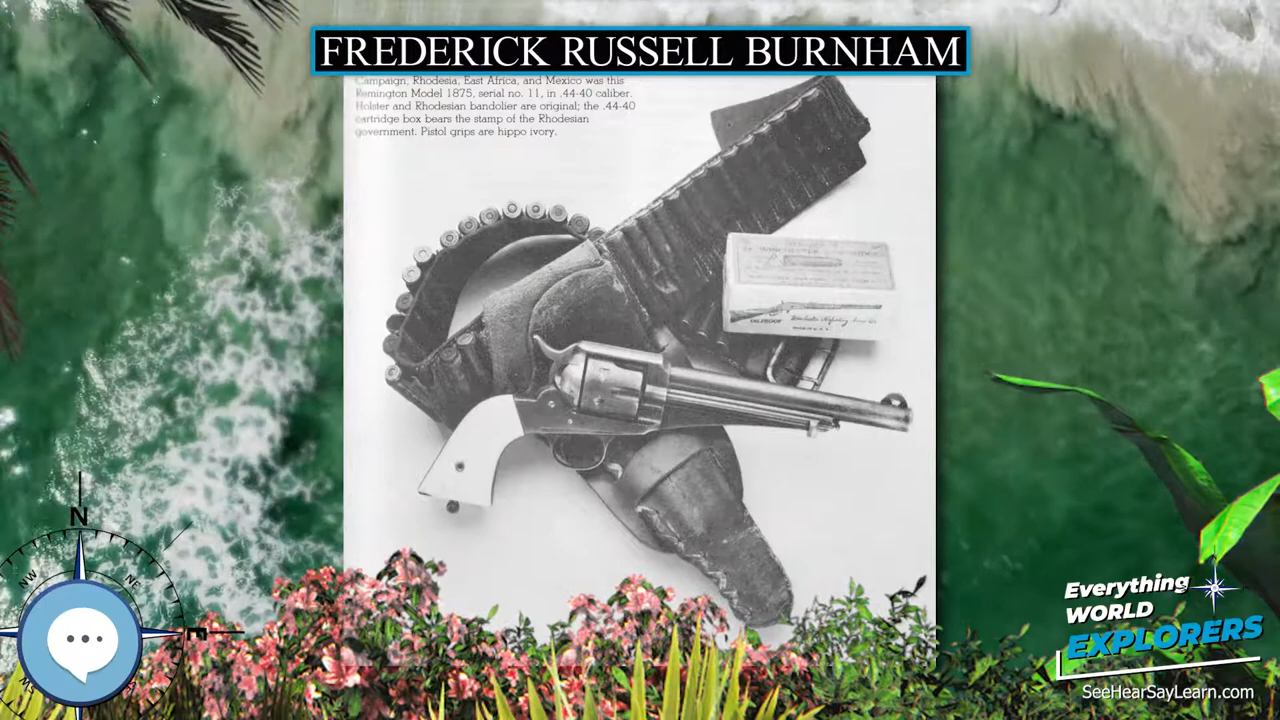 FREDERICK RUSSELL BURNHAM
Campaign, Rhodesia, East Africa, and Mexico was this
Remington Model 1875, serial no. 11, in .44-40 caliber.
Holster and Rhodesian bandolier are original; the .44-40
cartridge box bears the stamp of the Rhodesian
government. Pistol grips are hippo ivory.
N
NW
NE
Everything
WORLD
EXPLORERS
SeeHearSayLearn.com